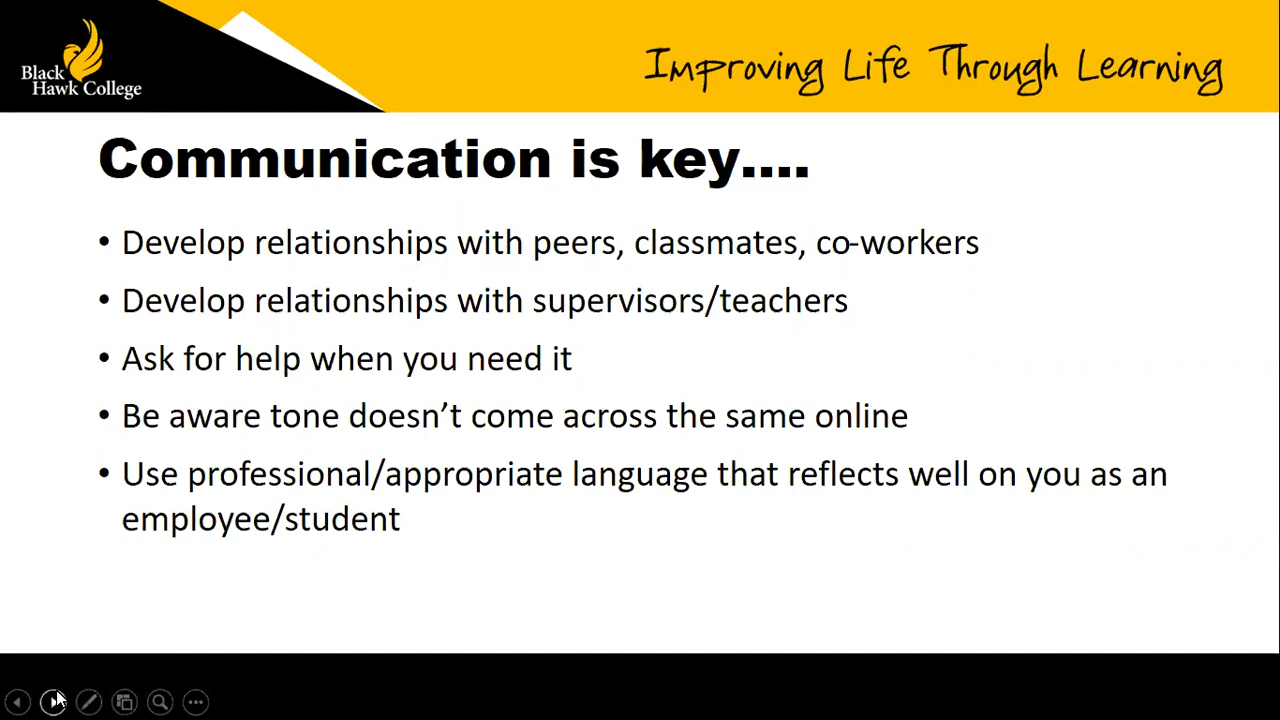 Black
Hawk College
Improving Life Through Learning
Communication is key....
• Develop relationships with peers, classmates, co-workers
• Develop relationships with supervisors/teachers
• Ask for help when you need it
• Be aware tone doesn’t come across the same online
• Use professional/appropriate language that reflects well on you as an
employee/student